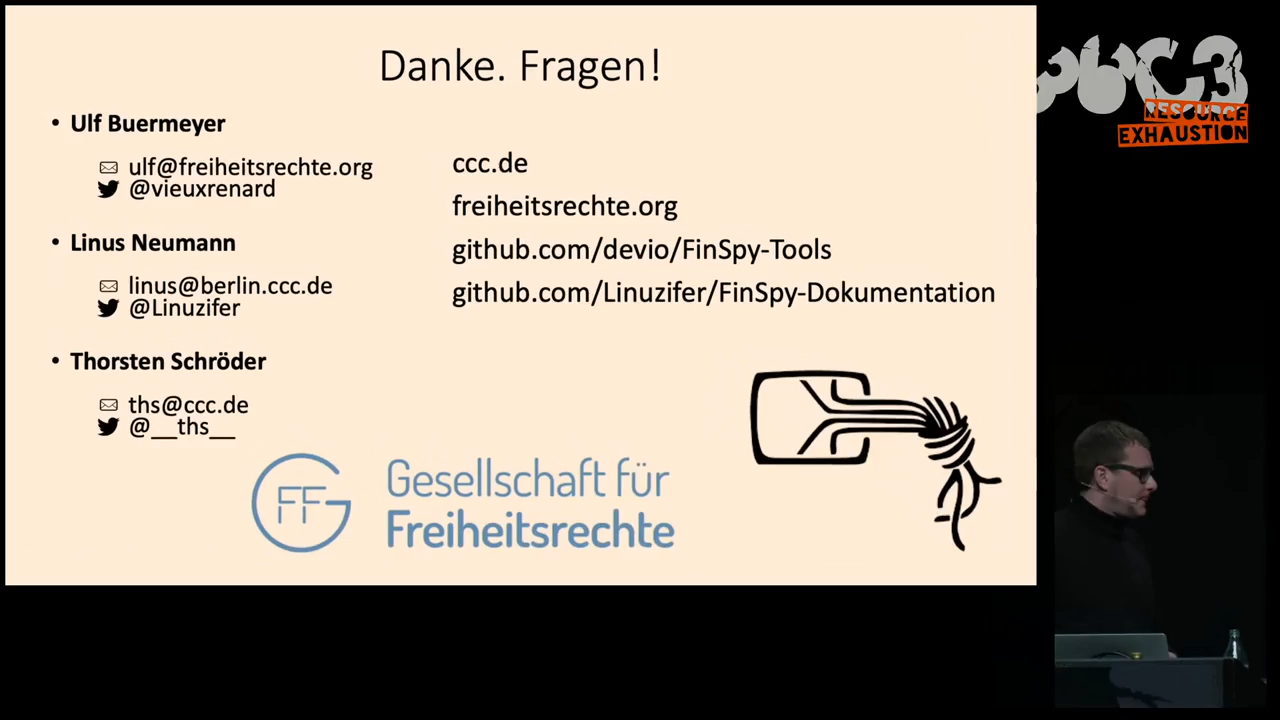 Danke. Fragen!
• Ulf Buermeyer
ulf@freiheitsrechte.org
@vieuxrenard
• Linus Neumann
linus@berlin.ccc.de
@Linuzifer
• Thorsten Schröder
ths@ccc.de
@__ths__
ccc.de
freiheitsrechte.org
github.com/devio/FinSpy-Tools
github.com/Linuzifer/FinSpy-Dokumentation
GFF
Gesellschaft für
Freiheitsrechte
36C3
RESOURCE
EXHAUSTION